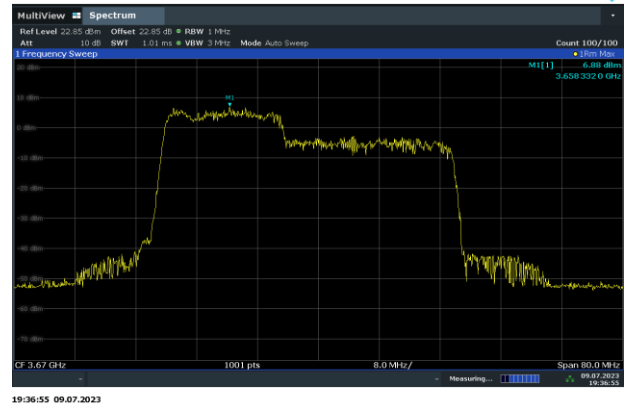 MultiView Spectrum
Ref Level 22.85 dBm Offset 22.85 dB RBW 1 MHz
Att 10 dB SWT 1.01 ms VBW 3 MHz Mode Auto Sweep Count 100/100
1 Frequency Sweep 1Rm Max
M1[1] 6.88 dBm
3.6583320 GHz
20 dBm
M1
10 dBm
0 dBm
-10 dBm
-20 dBm
-30 dBm
-40 dBm
-50 dBm
-60 dBm
-70 dBm
CF 3.67 GHz 1001 pts 8.0 MHz/ Span 80.0 MHz
Measuring... 09.07.2023
19:36:55
19:36:55 09.07.2023